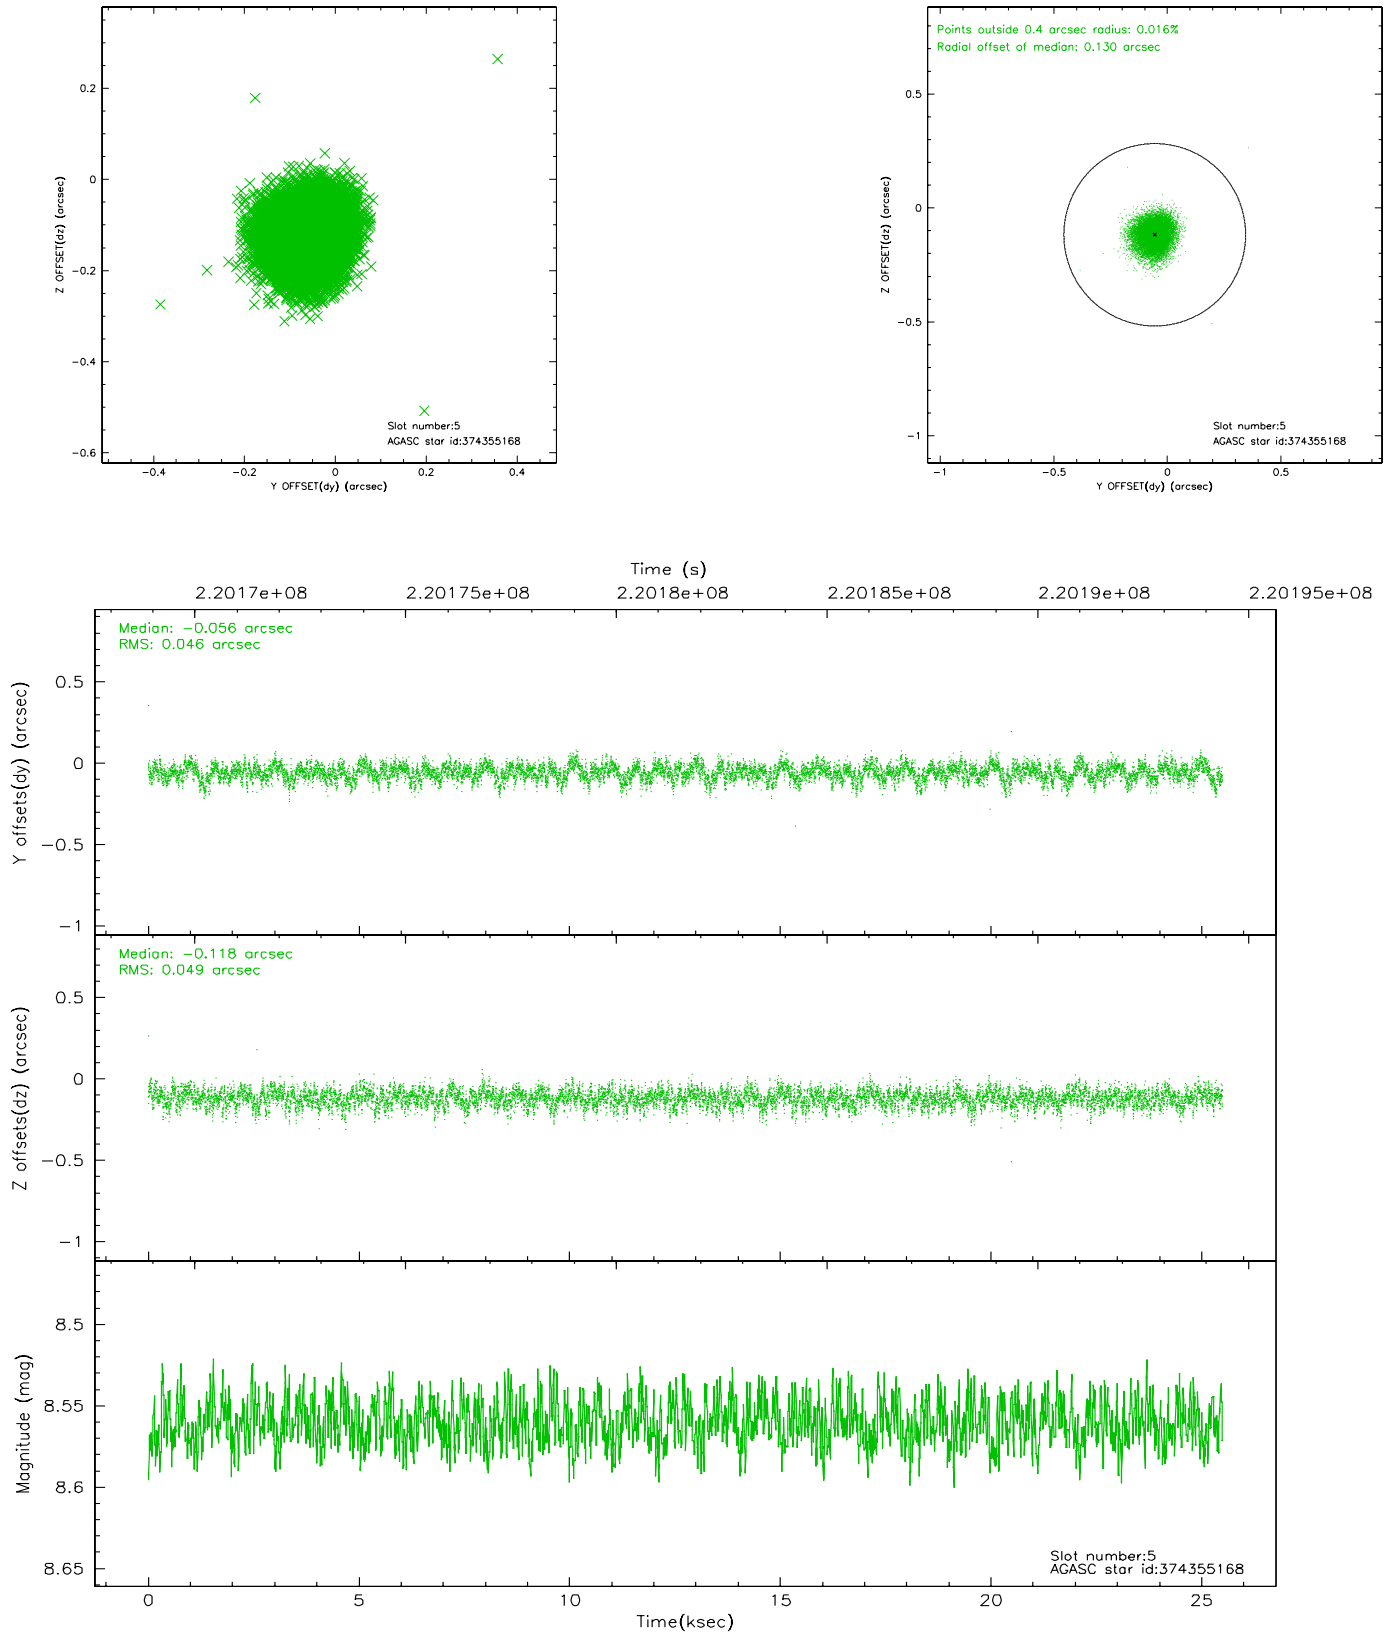 0.2
0
-0.2
-0.4
-0.6
Z OFFSET(dz) (arcsec)
Slot number:5
AGASC star id:374355168
-0.4 -0.2 0 0.2 0.4
Y OFFSET(dy) (arcsec)
Points outside 0.4 arcsec radius: 0.016%
Radial offset of median: 0.130 arcsec
0.5
0
-0.5
-1
Z OFFSET(dz) (arcsec)
Slot number:5
AGASC star id:374355168
-1 -0.5 0 0.5
Y OFFSET(dy) (arcsec)
Time (s)
2.2017e+08 2.20175e+08 2.2018e+08 2.20185e+08 2.2019e+08 2.20195e+08
Median: -0.056 arcsec
RMS: 0.046 arcsec
0.5
0
-0.5
-1
Y offsets(dy) (arcsec)
Median: -0.118 arcsec
RMS: 0.049 arcsec
0.5
0
-0.5
-1
Z offsets(dz) (arcsec)
8.5
8.55
8.6
8.65
Magnitude (mag)
Slot number:5
AGASC star id:374355168
0 5 10 15 20 25
Time(ksec)